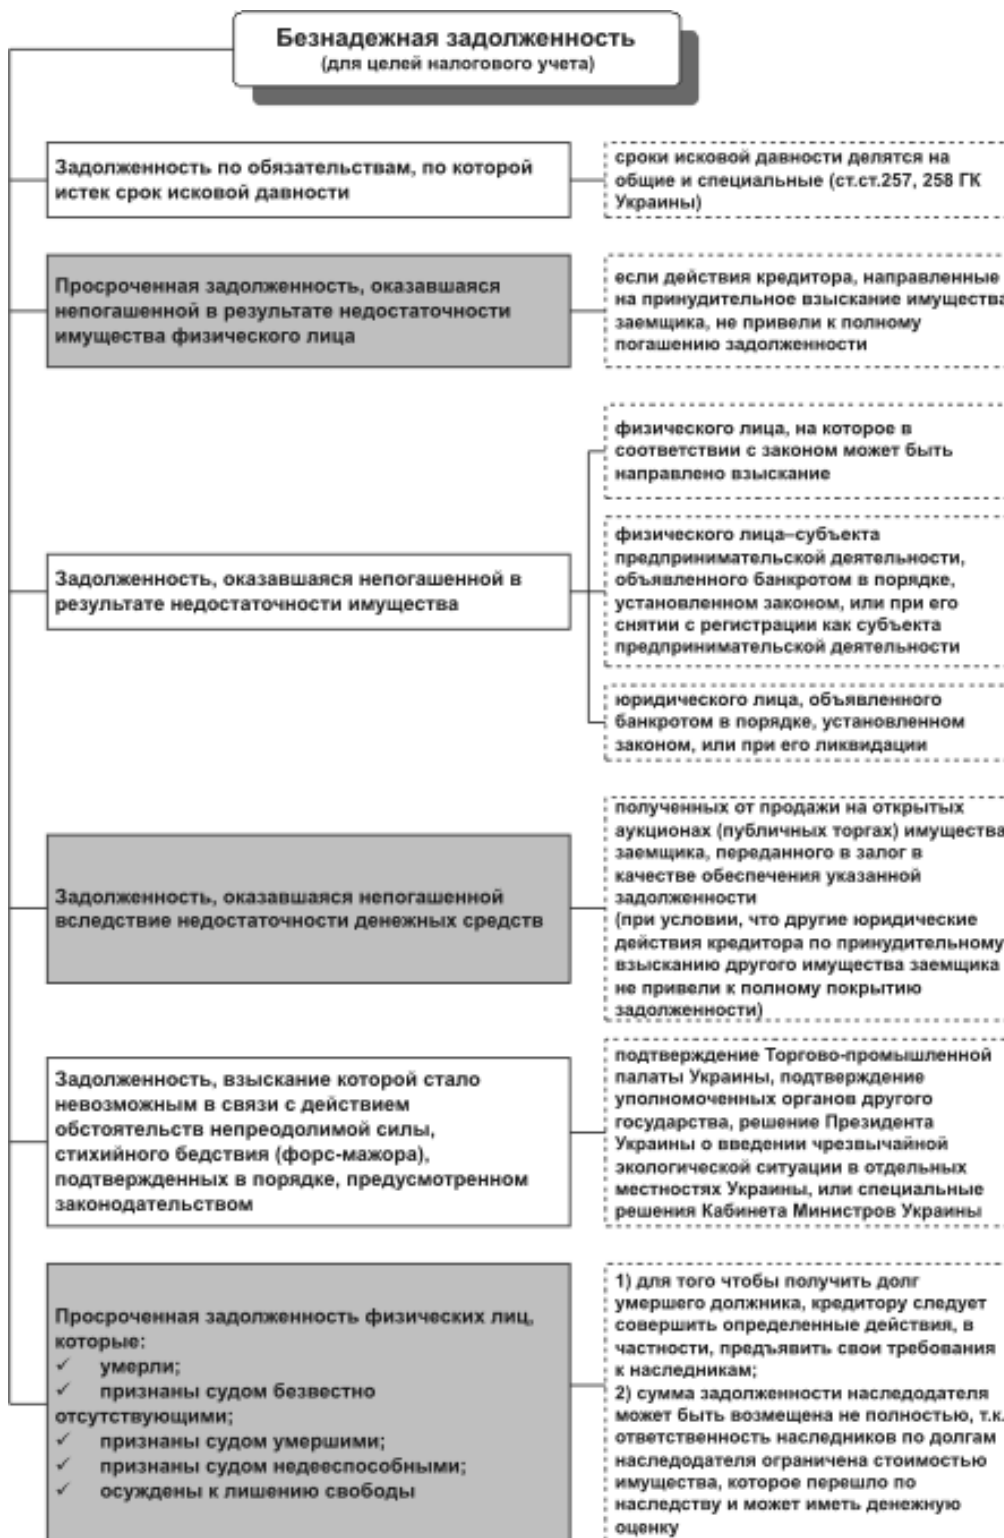 Безнадежная задолженность
(для целей налогового учета)
Задолженность по обязательствам, по которой
истек срок исковой давности
сроки исковой давности делятся на
общие и специальные (ст.ст.257, 258 ГК
Украины)
Просроченная задолженность, оказавшаяся
непогашенной в результате недостаточности
имущества физического лица
если действия кредитора, направленные
на принудительное взыскание имущества
заемщика, не привели к полному
погашению задолженности
Задолженность, оказавшаяся непогашенной в
результате недостаточности имущества
физического лица, на которое в
соответствии с законом может быть
направлено взыскание
физического лица–субъекта
предпринимательской деятельности,
объявленного банкротом в порядке,
установленном законом, или при его
снятии с регистрации как субъекта
предпринимательской деятельности
юридического лица, объявленного
банкротом в порядке, установленном
законом, или при его ликвидации
Задолженность, оказавшаяся непогашенной
вследствие недостаточности денежных средств
полученных от продажи на открытых
аукционах (публичных торгах) имущества
заемщика, переданного в залог в
качестве обеспечения указанной
задолженности
(при условии, что другие юридические
действия кредитора по принудительному
взысканию другого имущества заемщика
не привели к полному покрытию
задолженности)
Задолженность, взыскание которой стало
невозможным в связи с действием
обстоятельств непреодолимой силы,
стихийного бедствия (форс-мажора),
подтвержденных в порядке, предусмотренном
законодательством
подтверждение Торгово-промышленной
палаты Украины, подтверждение
уполномоченных органов другого
государства, решение Президента
Украины о введении чрезвычайной
экологической ситуации в отдельных
местностях Украины, или специальные
решения Кабинета Министров Украины
Просроченная задолженность физических лиц,
которые:
✓ умерли;
✓ признаны судом безвестно
отсутствующими;
✓ признаны судом умершими;
✓ признаны судом недееспособными;
✓ осуждены к лишению свободы
1) для того чтобы получить долг
умершего должника, кредитору следует
совершить определенные действия, в
частности, предъявить свои требования
к наследникам;
2) сумма задолженности наследодателя
может быть возмещена не полностью, т.к.
ответственность наследников по долгам
наследодателя ограничена стоимостью
имущества, которое перешло по
наследству и может иметь денежную
оценку